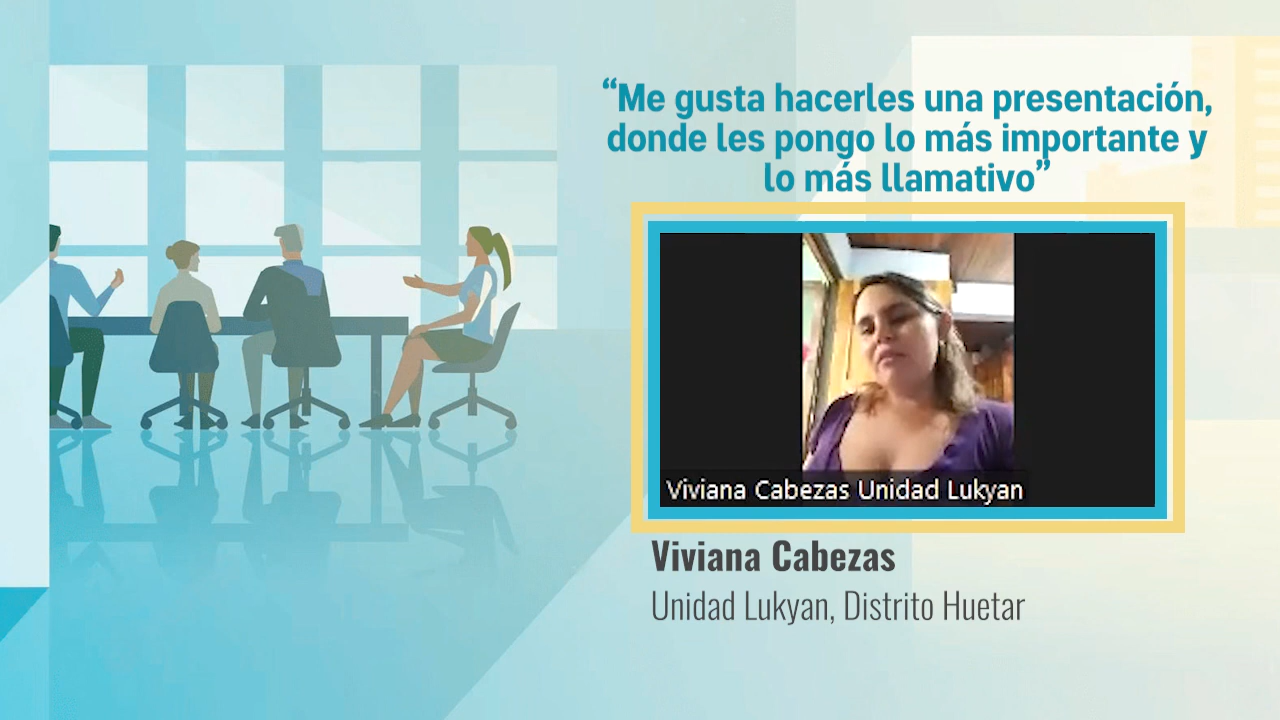 “Me gusta hacerles una presentación,
donde les pongo lo más importante y
lo más llamativo”
Viviana Cabezas Unidad Lukyan
Viviana Cabezas
Unidad Lukyan, Distrito Huetar